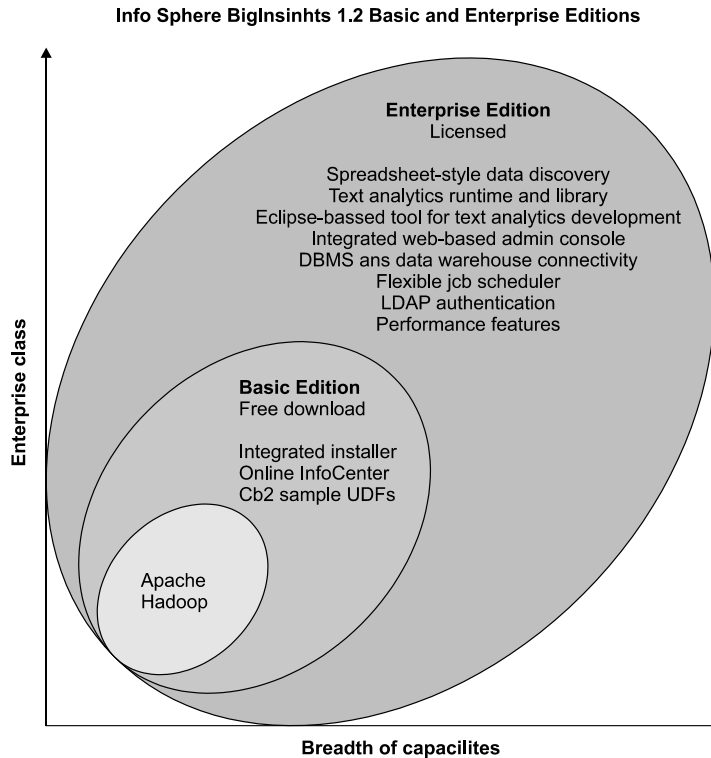 Info Sphere BigInsinhts 1.2 Basic and Enterprise Editions
Enterprise Edition
Licensed
Spreadsheet-style data discovery
Text analytics runtime and library
Eclipse-bassed tool for text analytics development
Integrated web-based admin console
DBMS ans data warehouse connectivity
Flexible jcb scheduler
LDAP authentication
Performance features
Basic Edition
Free download
Integrated installer
Online InfoCenter
Cb2 sample UDFs
Apache
Hadoop
Enterprise class
Breadth of capacilites